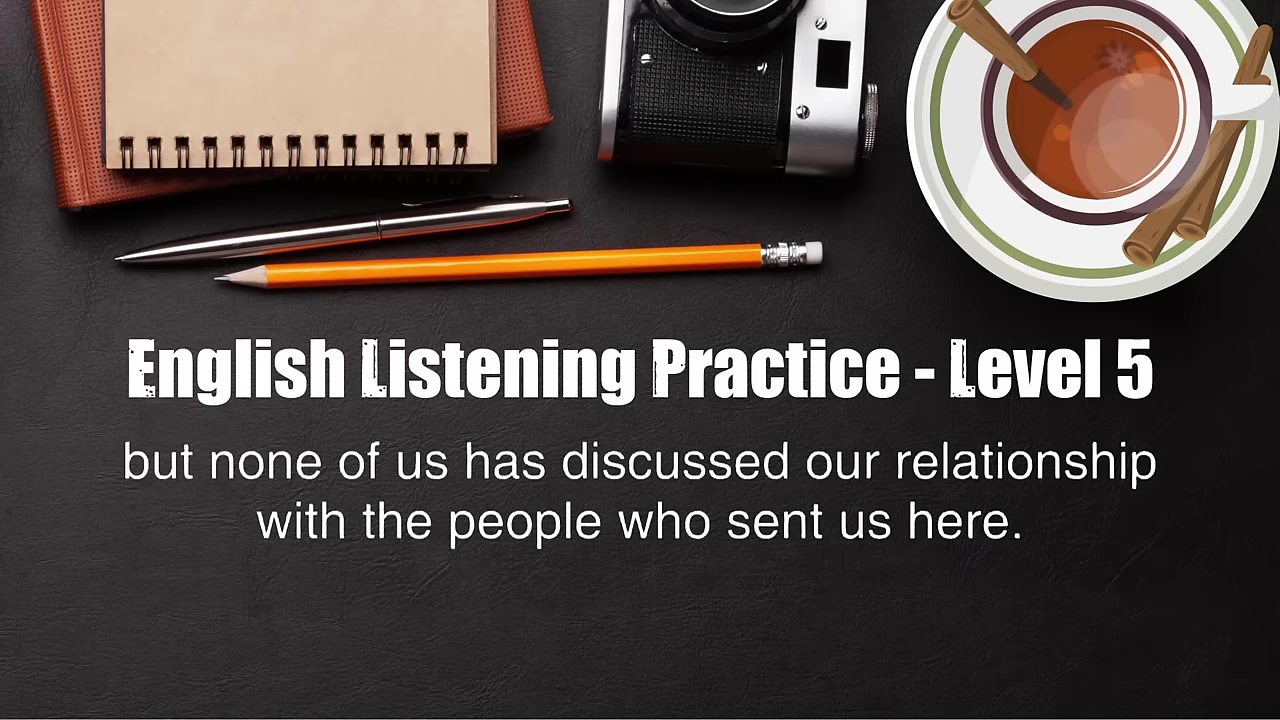 English Listening Practice - Level 5
but none of us has discussed our relationship
with the people who sent us here.